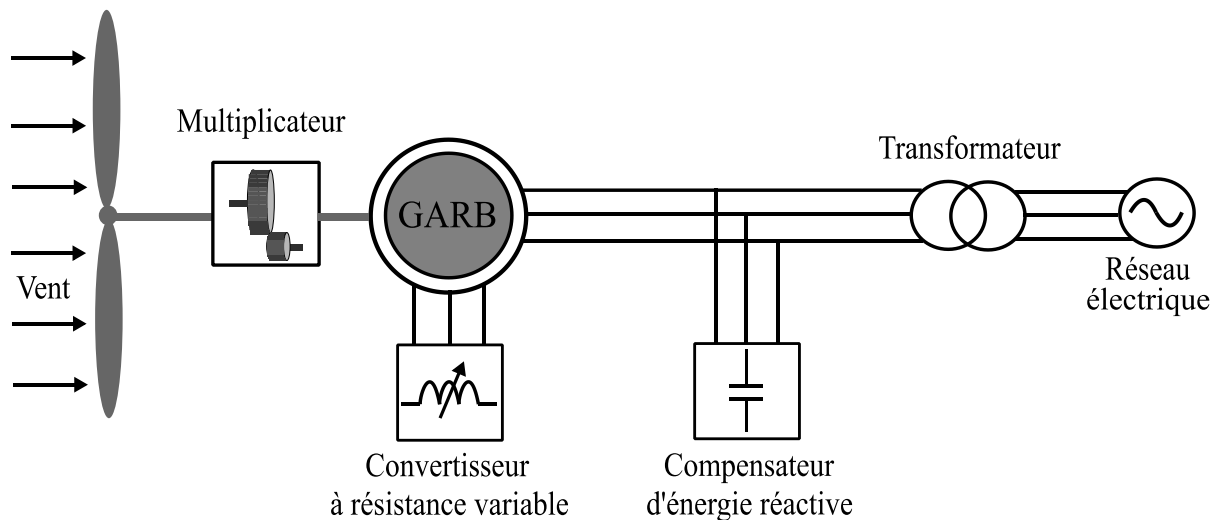 Multiplicateur
Transformateur
GARB
Vent
Réseau
électrique
Convertisseur
à résistance variable
Compensateur
d'énergie réactive